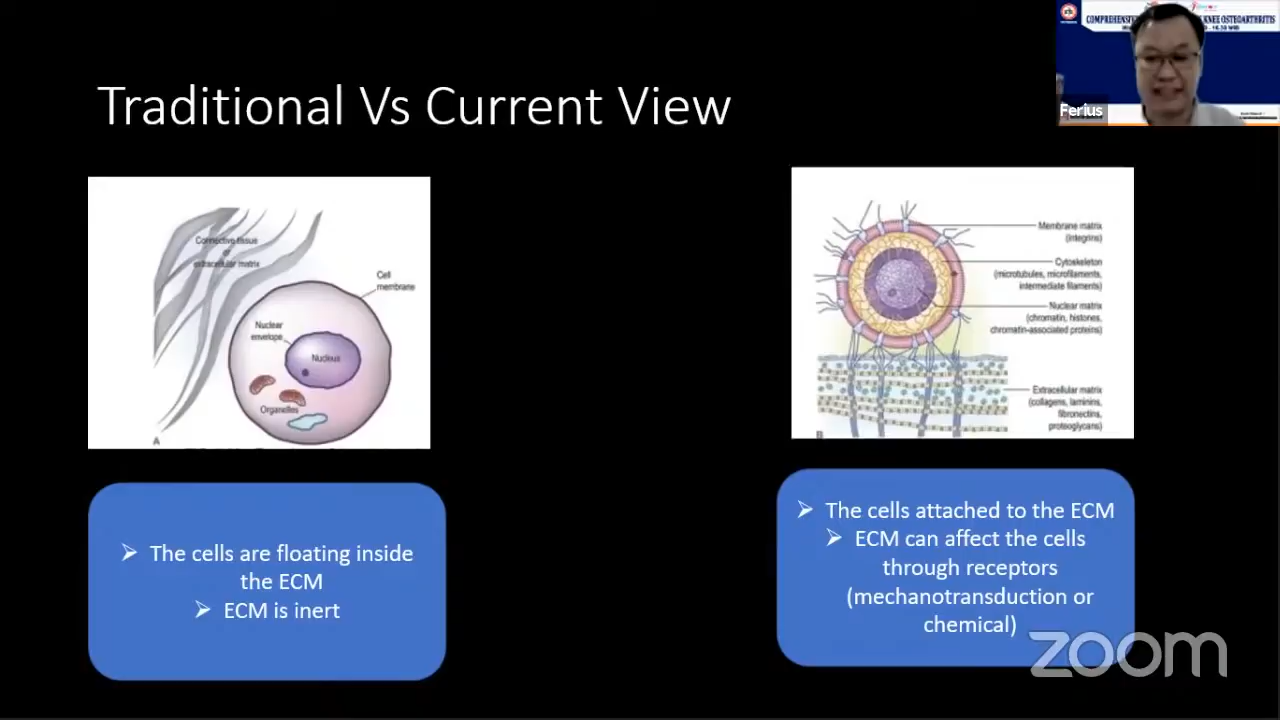 COMPREHENSIV
KNEE OSTEOARTHRITIS
Ferius
Traditional Vs Current View
Connective tissue
or
extracellular matrix
Cell
membrane
Nuclear
envelope
Nucleus
Organelles
A
Membrane matrix
(integrins)
Cytoskeleton
(microtubules, microfilaments,
intermediate filaments)
Nuclear matrix
(chromatin, histones,
chromatin-associated proteins)
Extracellular matrix
(collagens, laminins,
fibronectins,
proteoglycans)
B
➢ The cells are floating inside
the ECM
➢ ECM is inert
➢ The cells attached to the ECM
➢ ECM can affect the cells
through receptors
(mechanotransduction or
chemical)
zoom